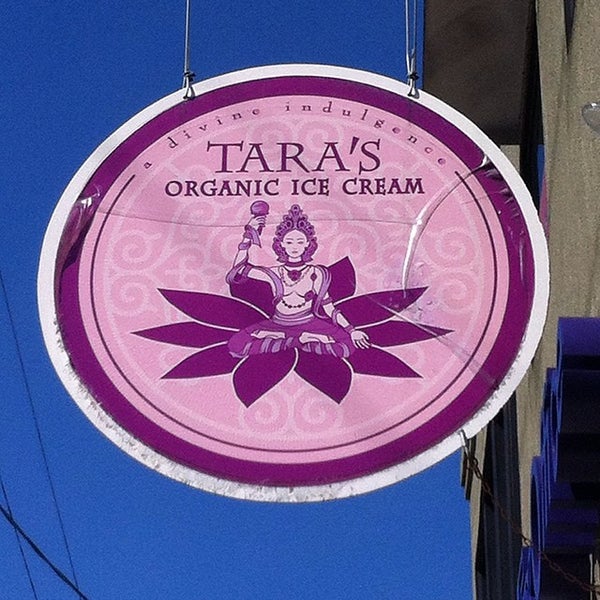 a divine indulgence
TARA'S
ORGANIC ICE CREAM